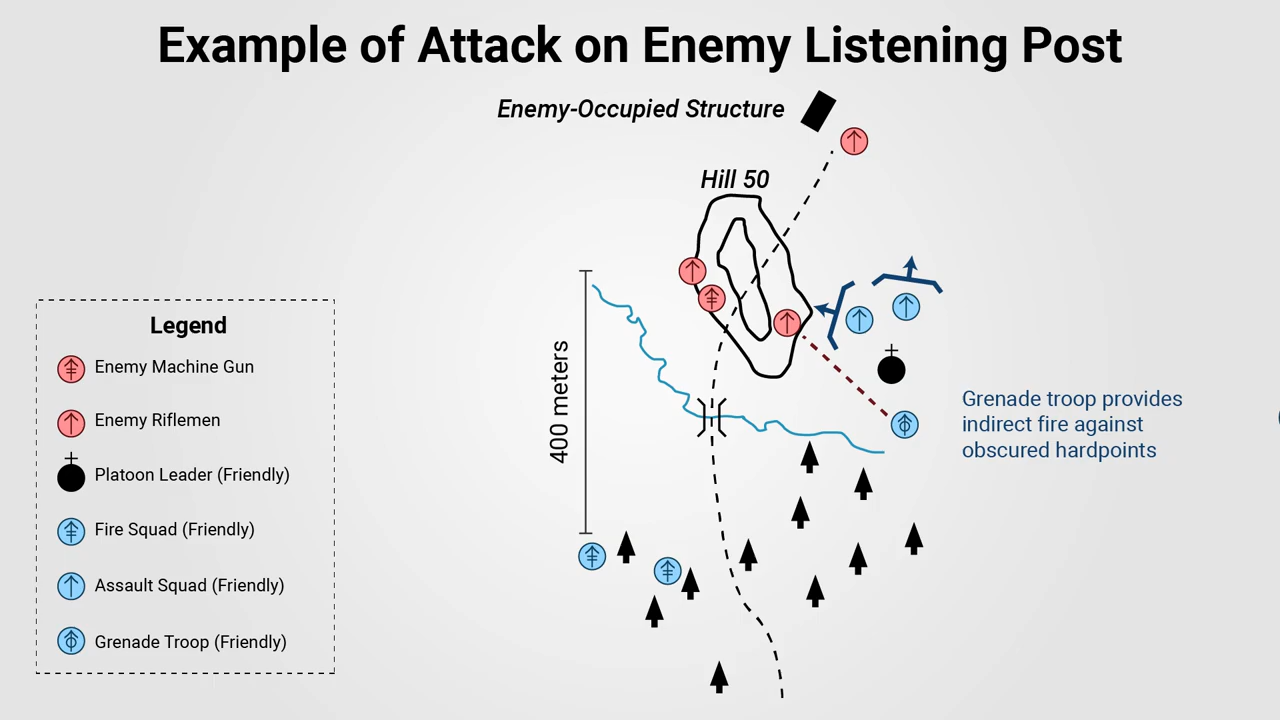 Example of Attack on Enemy Listening Post
Enemy-Occupied Structure
Hill 50
400 meters
Legend
Enemy Machine Gun
Enemy Riflemen
Platoon Leader (Friendly)
Fire Squad (Friendly)
Assault Squad (Friendly)
Grenade Troop (Friendly)
Grenade troop provides
indirect fire against
obscured hardpoints